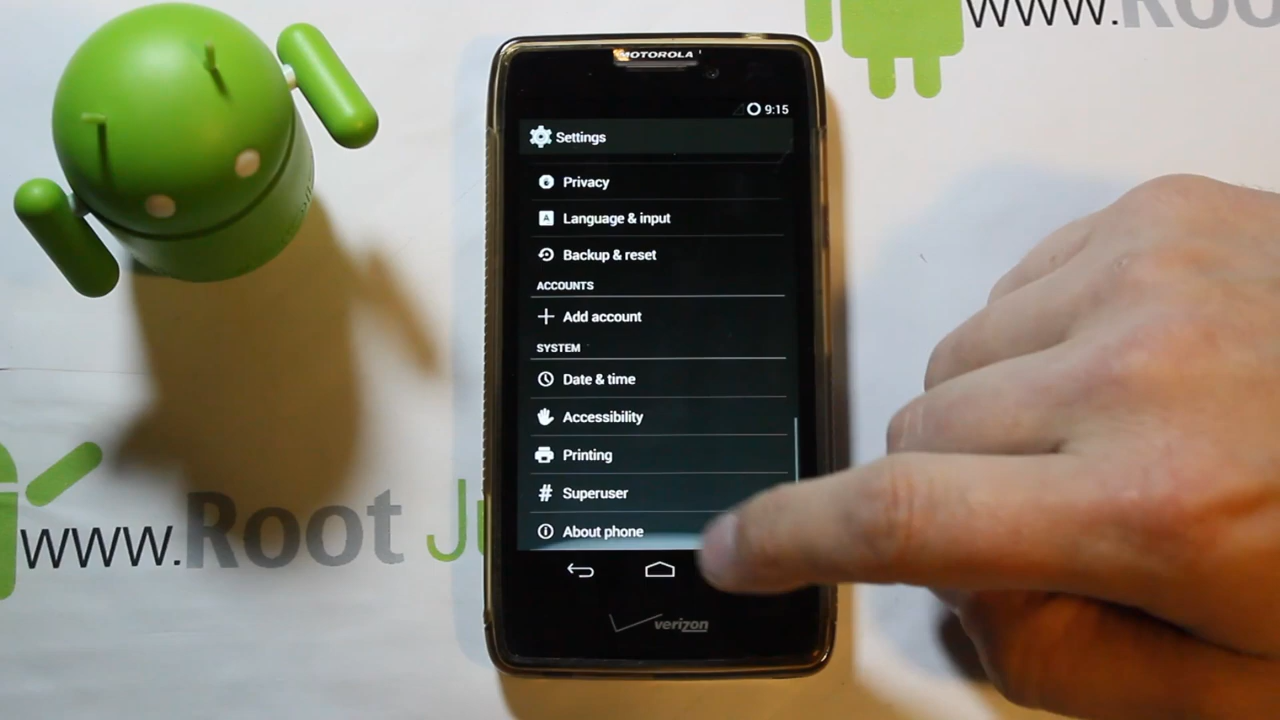 www.Roo
MOTOROLA
9:15
Settings
Privacy
Language & input
Backup & reset
ACCOUNTS
Add account
SYSTEM
Date & time
Accessibility
Printing
# Superuser
About phone
www.Root Ju
verizon